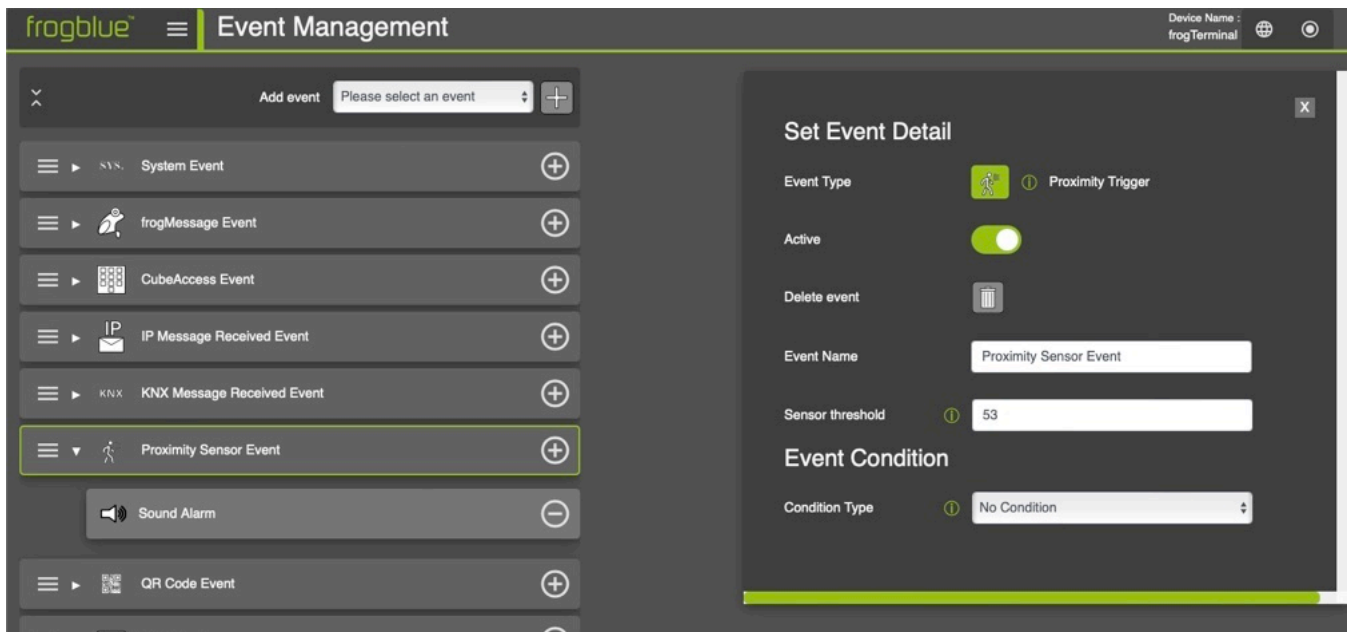 frogblue™
Event Management
Device Name :
frogTerminal
Add event
Please select an event
SYS. System Event
frogMessage Event
CubeAccess Event
IP IP Message Received Event
KNX KNX Message Received Event
Proximity Sensor Event
Sound Alarm
QR Code Event
X
Set Event Detail
Event Type Proximity Trigger
Active
Delete event
Event Name Proximity Sensor Event
Sensor threshold 53
Event Condition
Condition Type No Condition